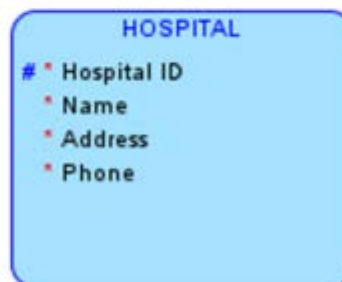 HOSPITAL
# * Hospital ID
* Name
* Address
* Phone